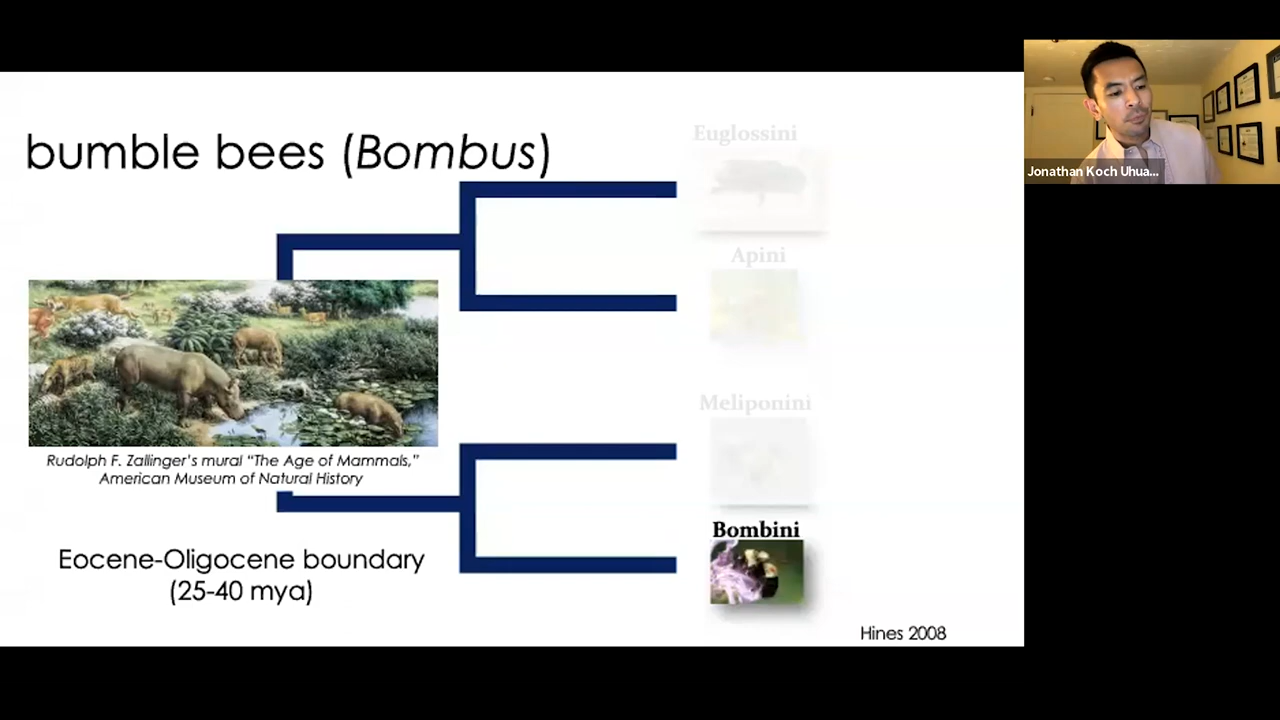 bumble bees (Bombus)
Euglossini
Apini
Meliponini
Bombini
Rudolph F. Zallinger's mural “The Age of Mammals,”
American Museum of Natural History
Eocene-Oligocene boundary
(25-40 mya)
Hines 2008
Jonathan Koch Uhua...